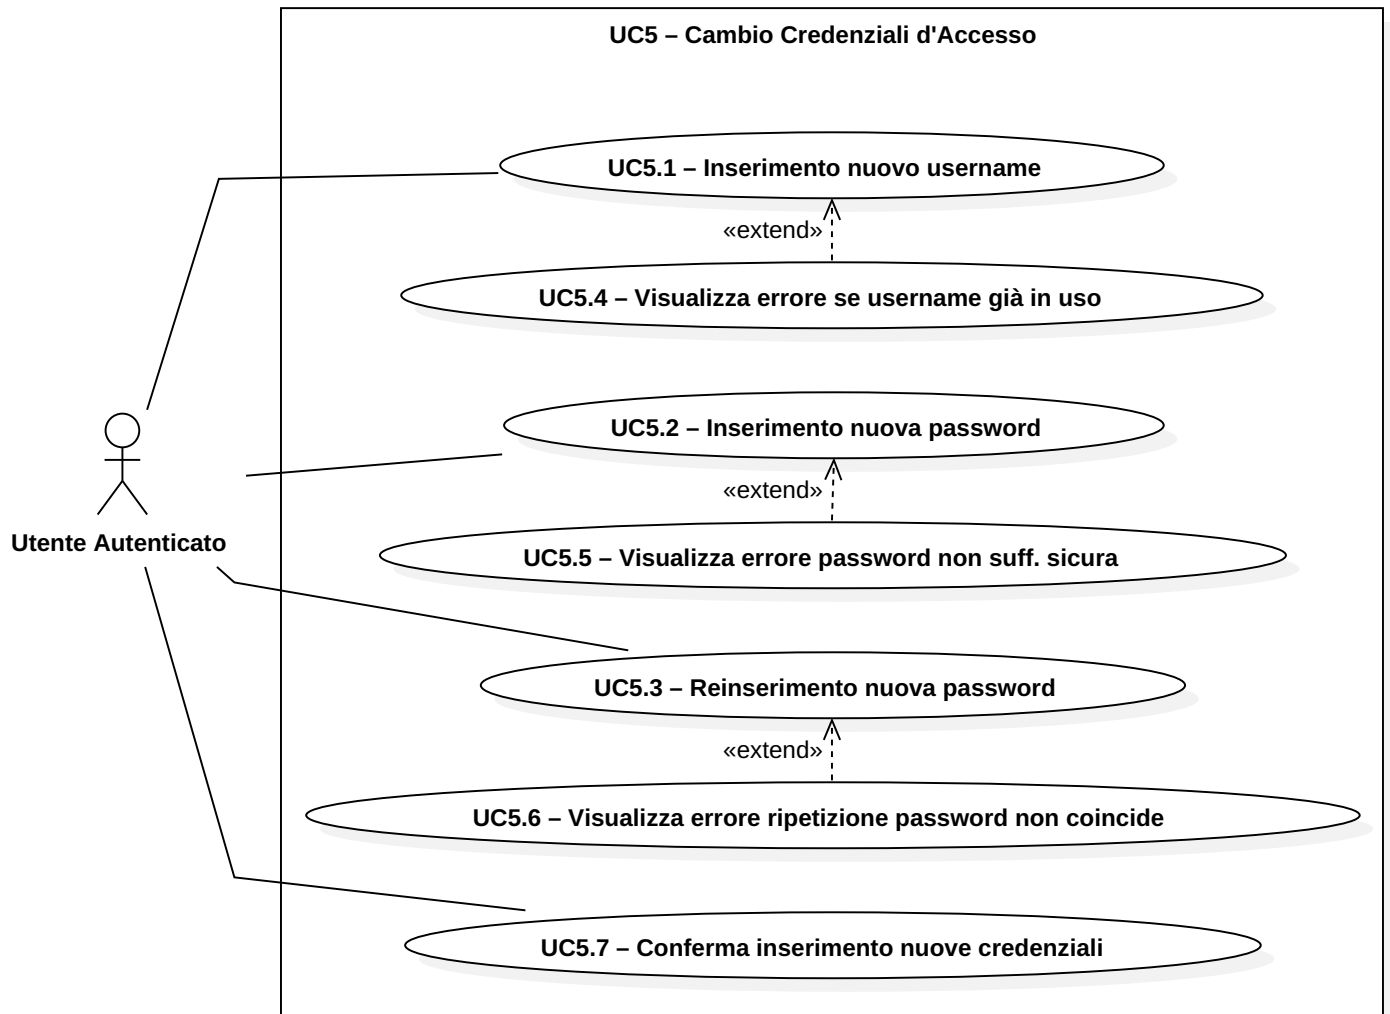 UC5 – Cambio Credenziali d'Accesso
UC5.1 – Inserimento nuovo username
«extend»
UC5.4 – Visualizza errore se username già in uso
UC5.2 – Inserimento nuova password
«extend»
Utente Autenticato
UC5.5 – Visualizza errore password non suff. sicura
UC5.3 – Reinserimento nuova password
«extend»
UC5.6 – Visualizza errore ripetizione password non coincide
UC5.7 – Conferma inserimento nuove credenziali